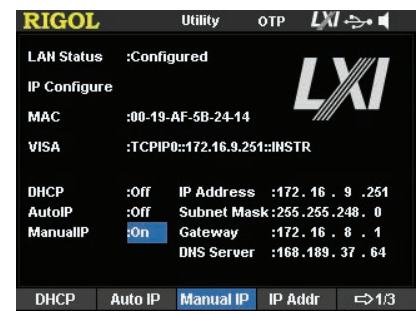 RIGOL Utility OTP LXI
LAN Status :Configured
IP Configure
LXI
MAC :00-19-AF-5B-24-14
VISA :TCPIP0::172.16.9.251::INSTR
DHCP :Off IP Address :172. 16 . 9 .251
AutoIP :Off Subnet Mask:255.255.248. 0
ManualIP :On Gateway :172. 16 . 8 . 1
DNS Server :168.189. 37 . 64
DHCP Auto IP Manual IP IP Addr ⇨1/3